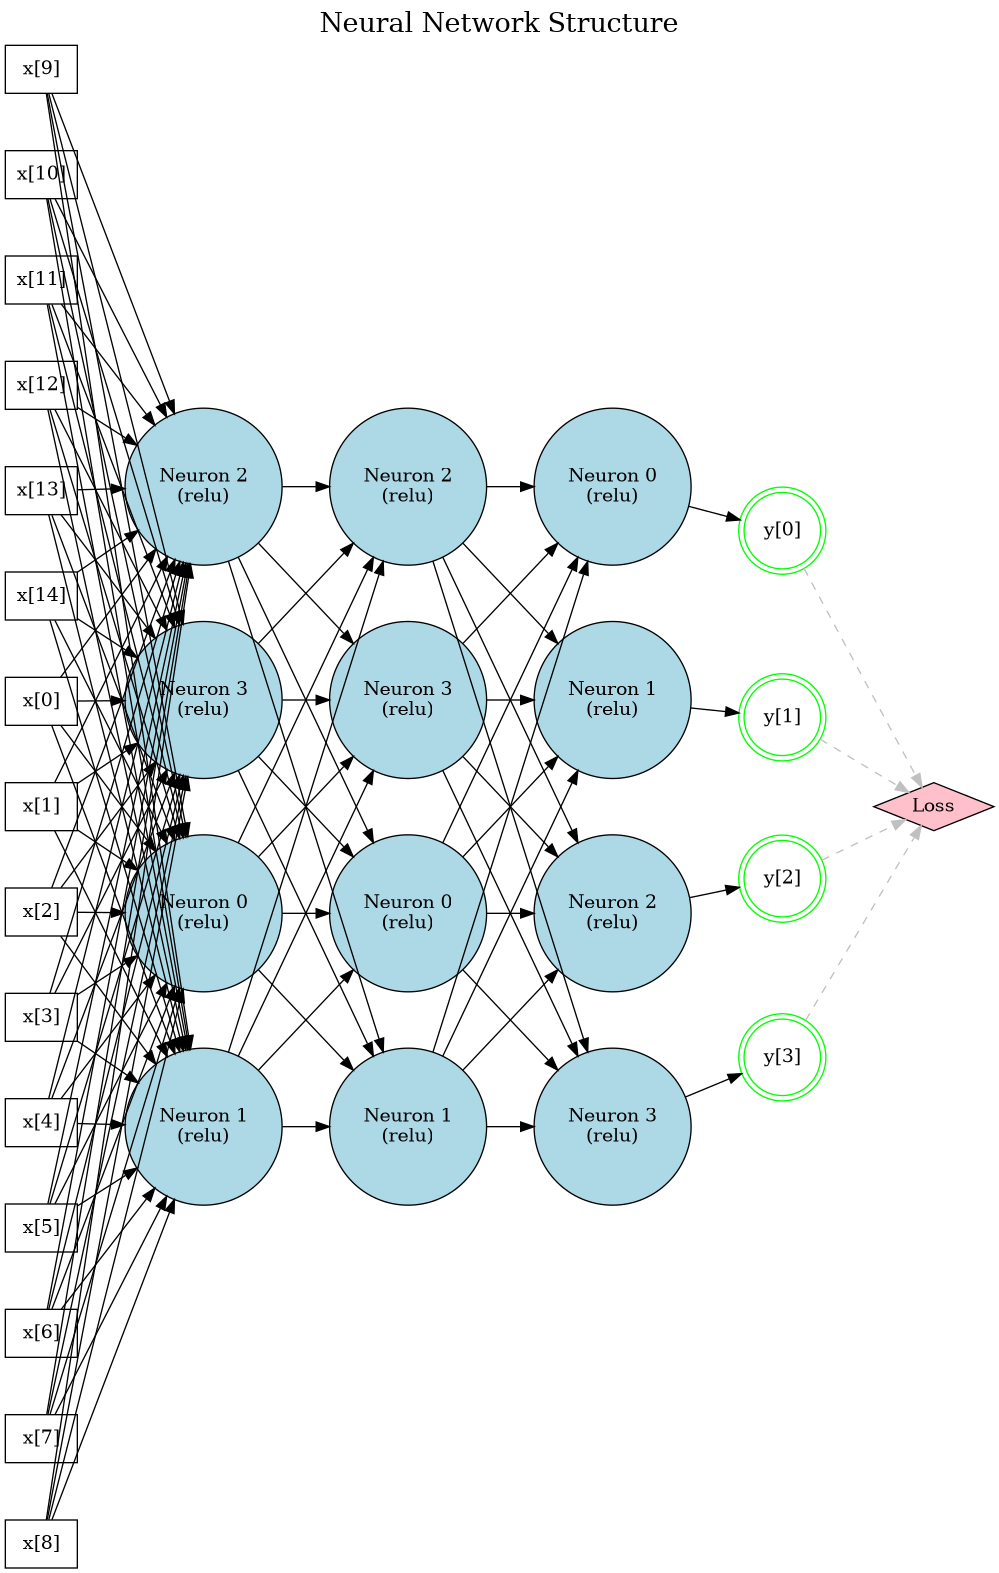 Neural Network Structure
x[9]
x[10]
x[11]
x[12]
x[13]
x[14]
x[0]
x[1]
x[2]
x[3]
x[4]
x[5]
x[6]
x[7]
x[8]
Neuron 2
(relu)
Neuron 3
(relu)
Neuron 0
(relu)
Neuron 1
(relu)
Neuron 2
(relu)
Neuron 3
(relu)
Neuron 0
(relu)
Neuron 1
(relu)
Neuron 0
(relu)
Neuron 1
(relu)
Neuron 2
(relu)
Neuron 3
(relu)
y[0]
y[1]
y[2]
y[3]
Loss